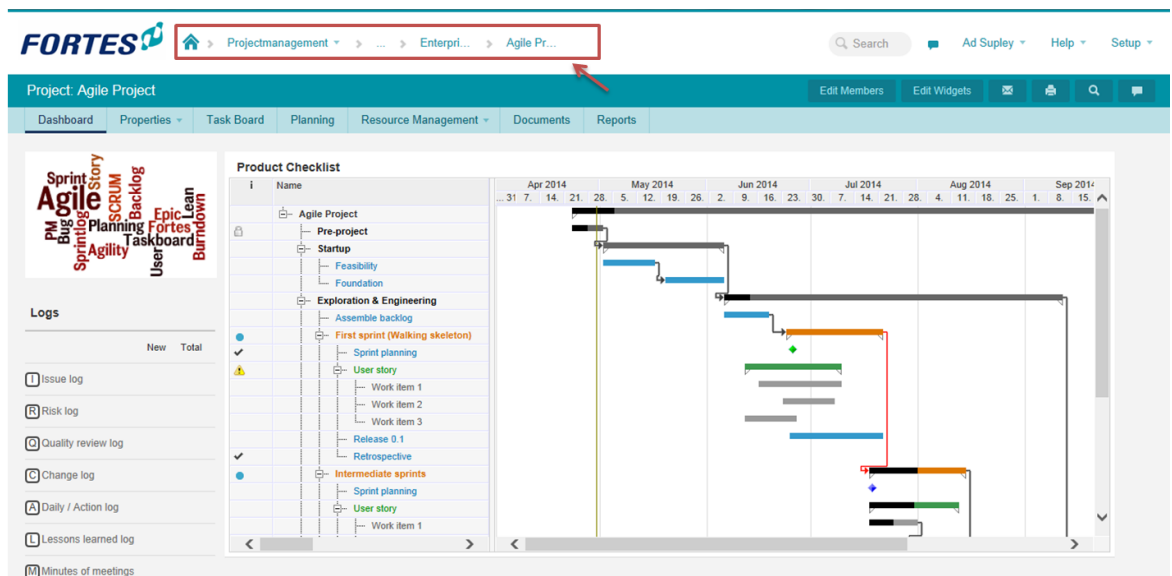 FORTES
Projectmanagement > ... > Enterpri... > Agile Pr...
Search
Ad Supley
Help
Setup
Project: Agile Project
Edit Members
Edit Widgets
Dashboard
Properties
Task Board
Planning
Resource Management
Documents
Reports
Sprint
Story
Agile
SCRUM
Backlog
Lean
PM
Bug
Sprintlog
Planning
Epic
Fortes
Taskboard
Agility
User
Burndown
Logs
New Total
I Issue log
R Risk log
Q Quality review log
C Change log
A Daily / Action log
L Lessons learned log
M Minutes of meetings
Product Checklist
i Name
Apr 2014 May 2014 Jun 2014 Jul 2014 Aug 2014 Sep 2014
... 31 7. 14. 21. 28. 5. 12. 19. 26. 2. 9. 16. 23. 30. 7. 14. 21. 28. 4. 11. 18. 25. 1. 8. 15.
Agile Project
Pre-project
Startup
Feasibility
Foundation
Exploration & Engineering
Assemble backlog
First sprint (Walking skeleton)
Sprint planning
User story
Work item 1
Work item 2
Work item 3
Release 0.1
Retrospective
Intermediate sprints
Sprint planning
User story
Work item 1